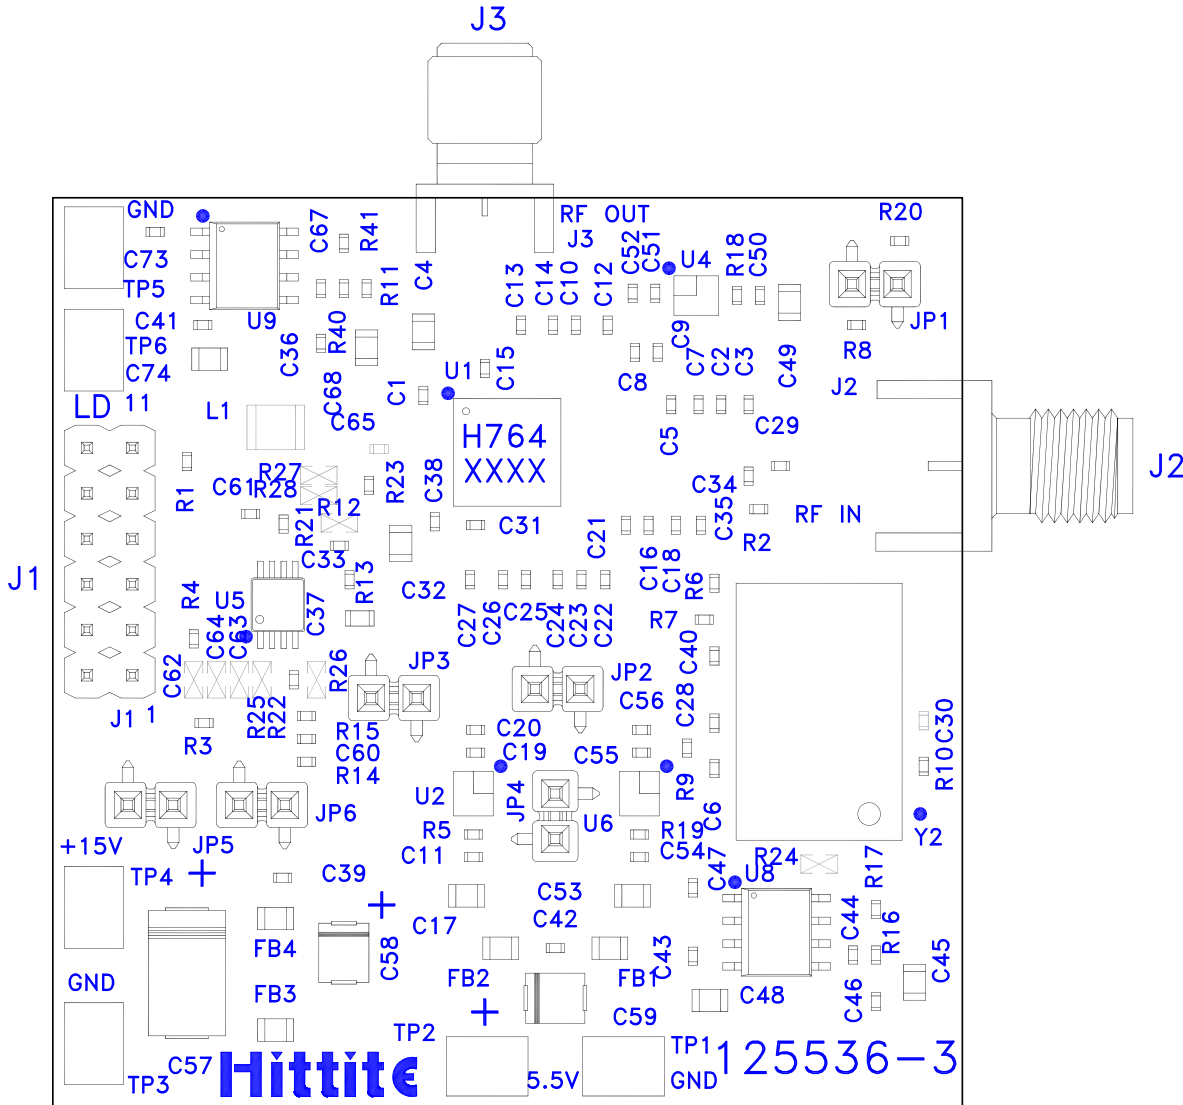 J3
GND
C67
R41
RF OUT
J3
C52
C51
U4
R18
C50
R20
C73
TP5
R11
C4
C13
C14
C10
C12
C41
U9
TP6
C36
R40
C9
JP1
R8
C74
C68
U1
C15
C8
C7
C2
C3
C49
J2
LD 11
L1
C65
C1
H764
XXXX
C5
C29
J2
R27
R28
C61
R1
R23
C38
C34
R12
R21
C31
C21
C35
RF IN
R2
C33
J1
R4
U5
C37
R13
C32
C27
C26
C25
C24
C23
C22
C16
C18
R6
R7
C64
C63
C62
R25
R22
R26
JP3
JP2
C40
C28
J1 1
R3
R15
C60
R14
C20
C19
C56
C55
C30
R10
U2
JP4
U6
R9
C6
JP5
JP6
+15V
R5
C11
R19
C54
C47
R24
U8
R17
Y2
TP4
+
C39
+
C53
C17
C42
C44
R16
FB4
C58
C43
C45
GND
FB3
FB2
FB1
C48
C46
+
C59
TP2
TP1
125536-3
C57
Hittite
TP3
5.5V
GND